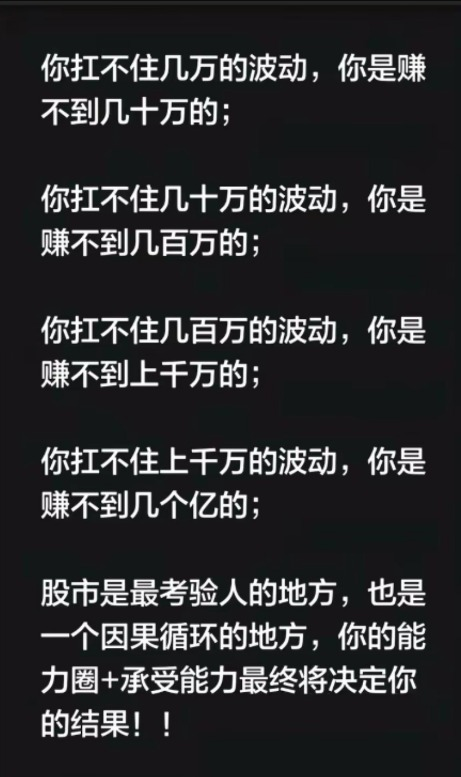 你扛不住几万的波动，你是赚
不到几十万的；
你扛不住几十万的波动，你是
赚不到几百万的；
你扛不住几百万的波动，你是
赚不到上千万的；
你扛不住上千万的波动，你是
赚不到几个亿的；
股市是最考验人的地方，也是
一个因果循环的地方，你的能
力圈+承受能力最终将决定你
的结果！！